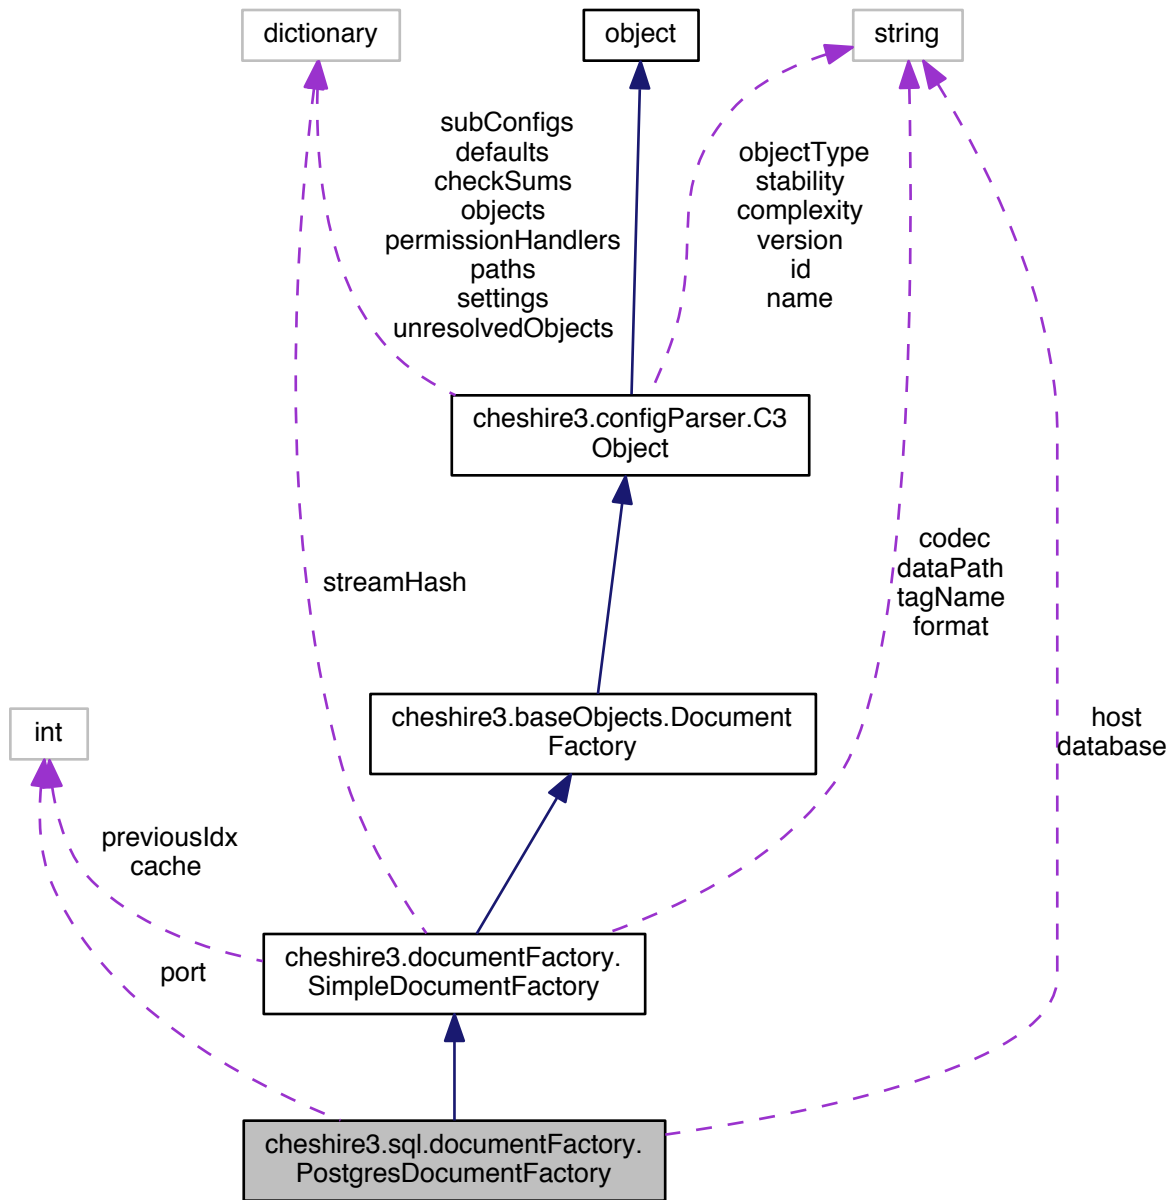 dictionary
object
string
subConfigs
defaults
checkSums
objects
permissionHandlers
paths
settings
unresolvedObjects
objectType
stability
complexity
version
id
name
cheshire3.configParser.C3
Object
streamHash
codec
dataPath
tagName
format
cheshire3.baseObjects.Document
Factory
int
host
database
previousIdx
cache
cheshire3.documentFactory.
SimpleDocumentFactory
port
cheshire3.sql.documentFactory.
PostgresDocumentFactory